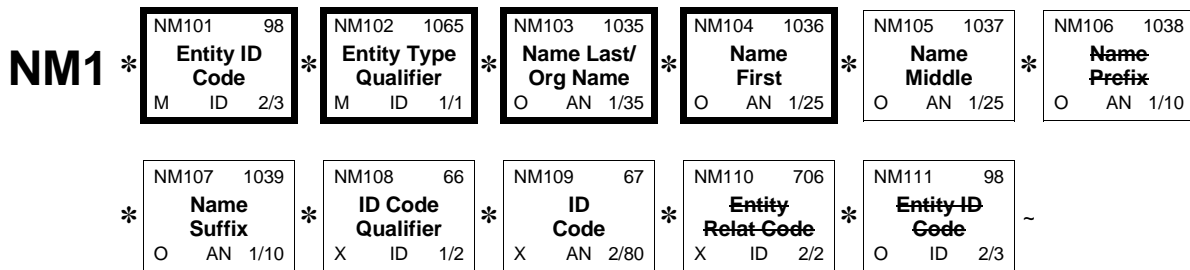 NM101 98 NM102 1065 NM103 1035 NM104 1036 NM105 1037 NM106 1038
NM1 * Entity ID Code * Entity Type Qualifier * Name Last/ Org Name * Name First * Name Middle * Name Prefix
M ID 2/3 M ID 1/1 O AN 1/35 O AN 1/25 O AN 1/25 O AN 1/10
NM107 1039 NM108 66 NM109 67 NM110 706 NM111 98
* Name Suffix * ID Code Qualifier * ID Code * Entity Relat Code * Entity ID Code ~
O AN 1/10 X ID 1/2 X AN 2/80 X ID 2/2 O ID 2/3